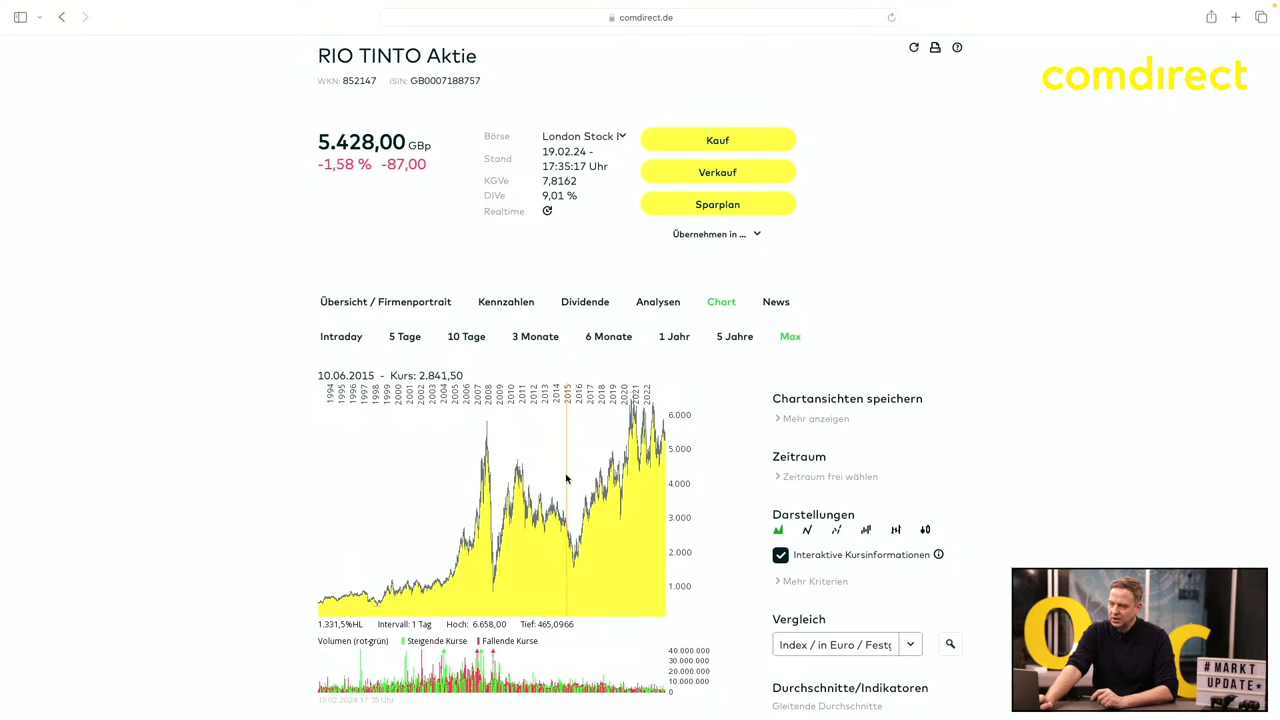 comdirect.de
RIO TINTO Aktie
WKN: 852147 ISIN: GB0007188757
comdirect
5.428,00 GBp
-1,58 % -87,00
Börse London Stock
Stand 19.02.24 -
17:35:17 Uhr
KGVe 7,8162
DIVe 9,01 %
Realtime
Kauf
Verkauf
Sparplan
Übernehmen in ...
Übersicht / Firmenportrait Kennzahlen Dividende Analysen Chart News
Intraday 5 Tage 10 Tage 3 Monate 6 Monate 1 Jahr 5 Jahre Max
10.06.2015 - Kurs: 2.841,50
1994 1995 1996 1997 1998 1999 2000 2001 2002 2003 2004 2005 2006 2007 2008 2009 2010 2011 2012 2013 2014 2015 2016 2017 2018 2019 2020 2021 2022
6.000
5.000
4.000
3.000
2.000
1.000
1.331,5%HL Intervall: 1 Tag Hoch: 6.658,00 Tief: 465,0966
Volumen (rot-grün) Steigende Kurse Fallende Kurse
40.000.000
30.000.000
20.000.000
10.000.000
0
19.02.2024 17:35 Uhr
Chartansichten speichern
Mehr anzeigen
Zeitraum
Zeitraum frei wählen
Darstellungen
Interaktive Kursinformationen
Mehr Kriterien
Vergleich
Index / in Euro / Festg
Durchschnitte/Indikatoren
Gleitende Durchschnitte
# MARKT
UPDATE